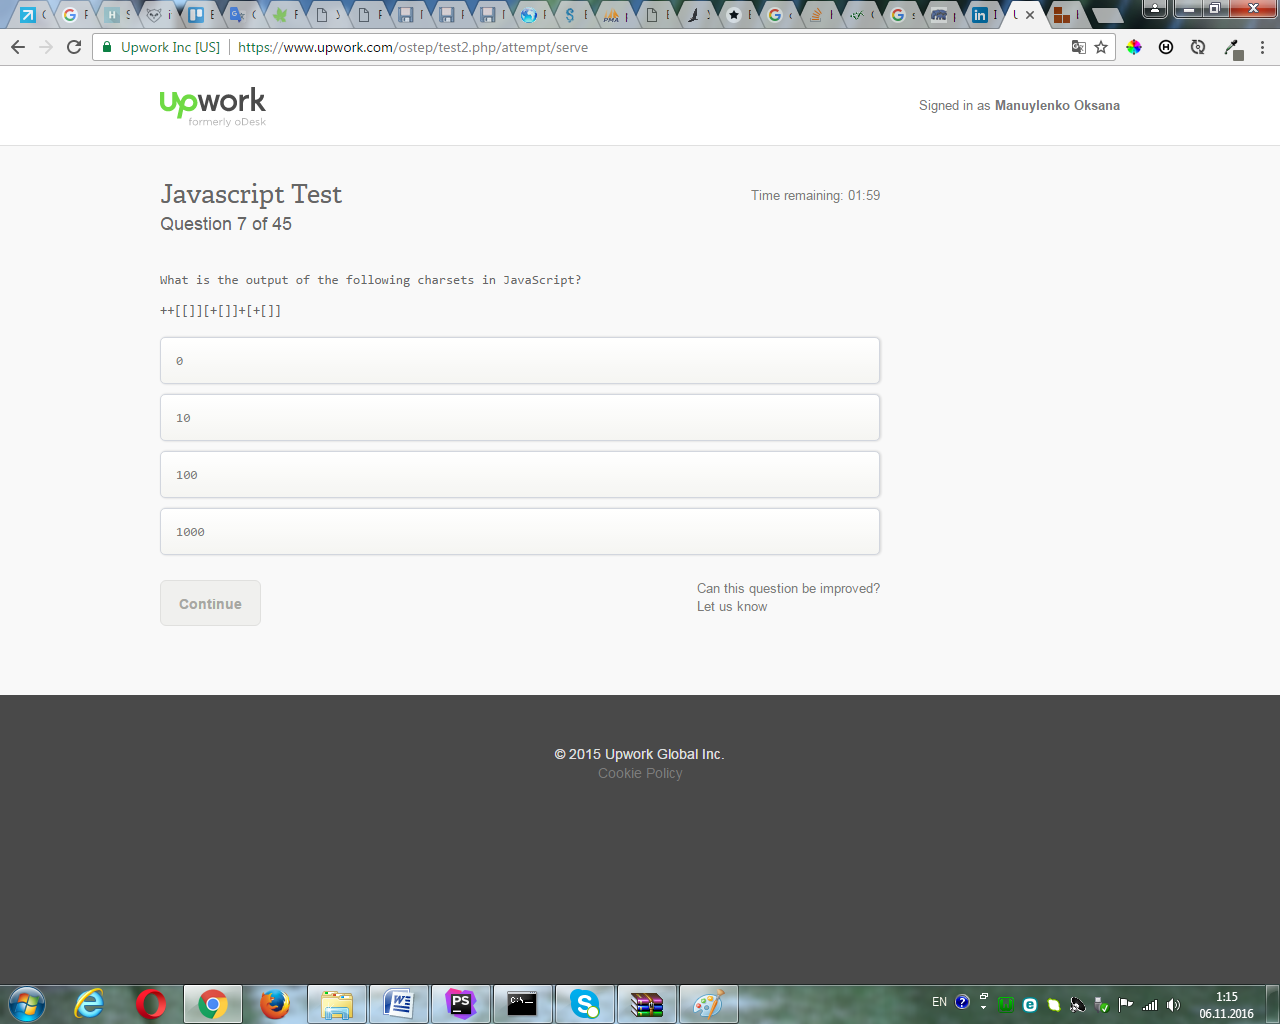 Upwork Inc [US]
https://www.upwork.com/ostep/test2.php/attempt/serve
upwork
formerly oDesk
Signed in as Manuylenko Oksana
Javascript Test
Time remaining: 01:59
Question 7 of 45
What is the output of the following charsets in JavaScript?
++[[]][+[]]+[+[]]
0
10
100
1000
Continue
Can this question be improved?
Let us know
© 2015 Upwork Global Inc.
Cookie Policy
EN
1:15
06.11.2016